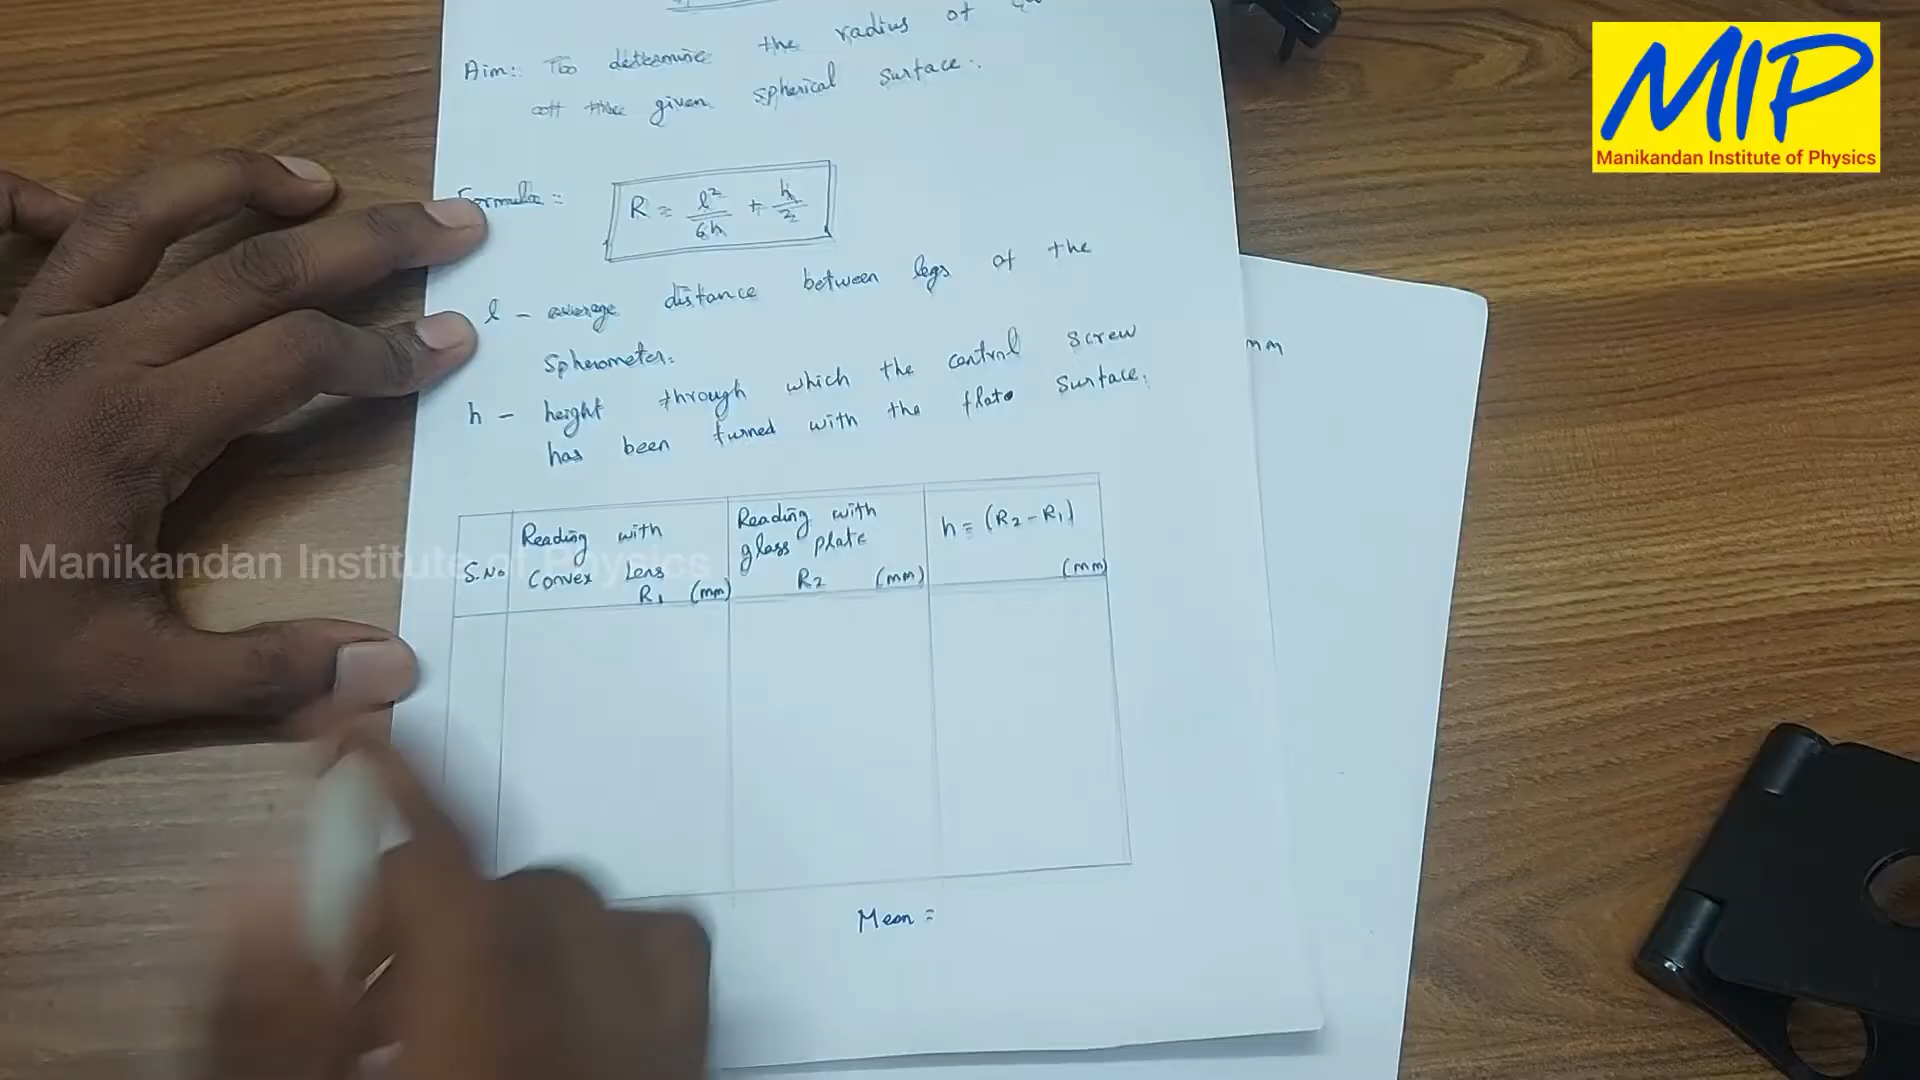 MIP
Manikandan Institute of Physics
Aim:- To determine the radius of
of the given spherical surface.
Formula :-
R = l²/6h + h/2
l - average distance between legs of the
spherometer.
mm
h - height through which the central screw
has been turned with the flat surface.
S.No
Reading with
Convex Lens
R1 (mm)
Reading with
glass plate
R2 (mm)
h = (R2 - R1)
(mm)
Manikandan Institute of Physics
Mean =